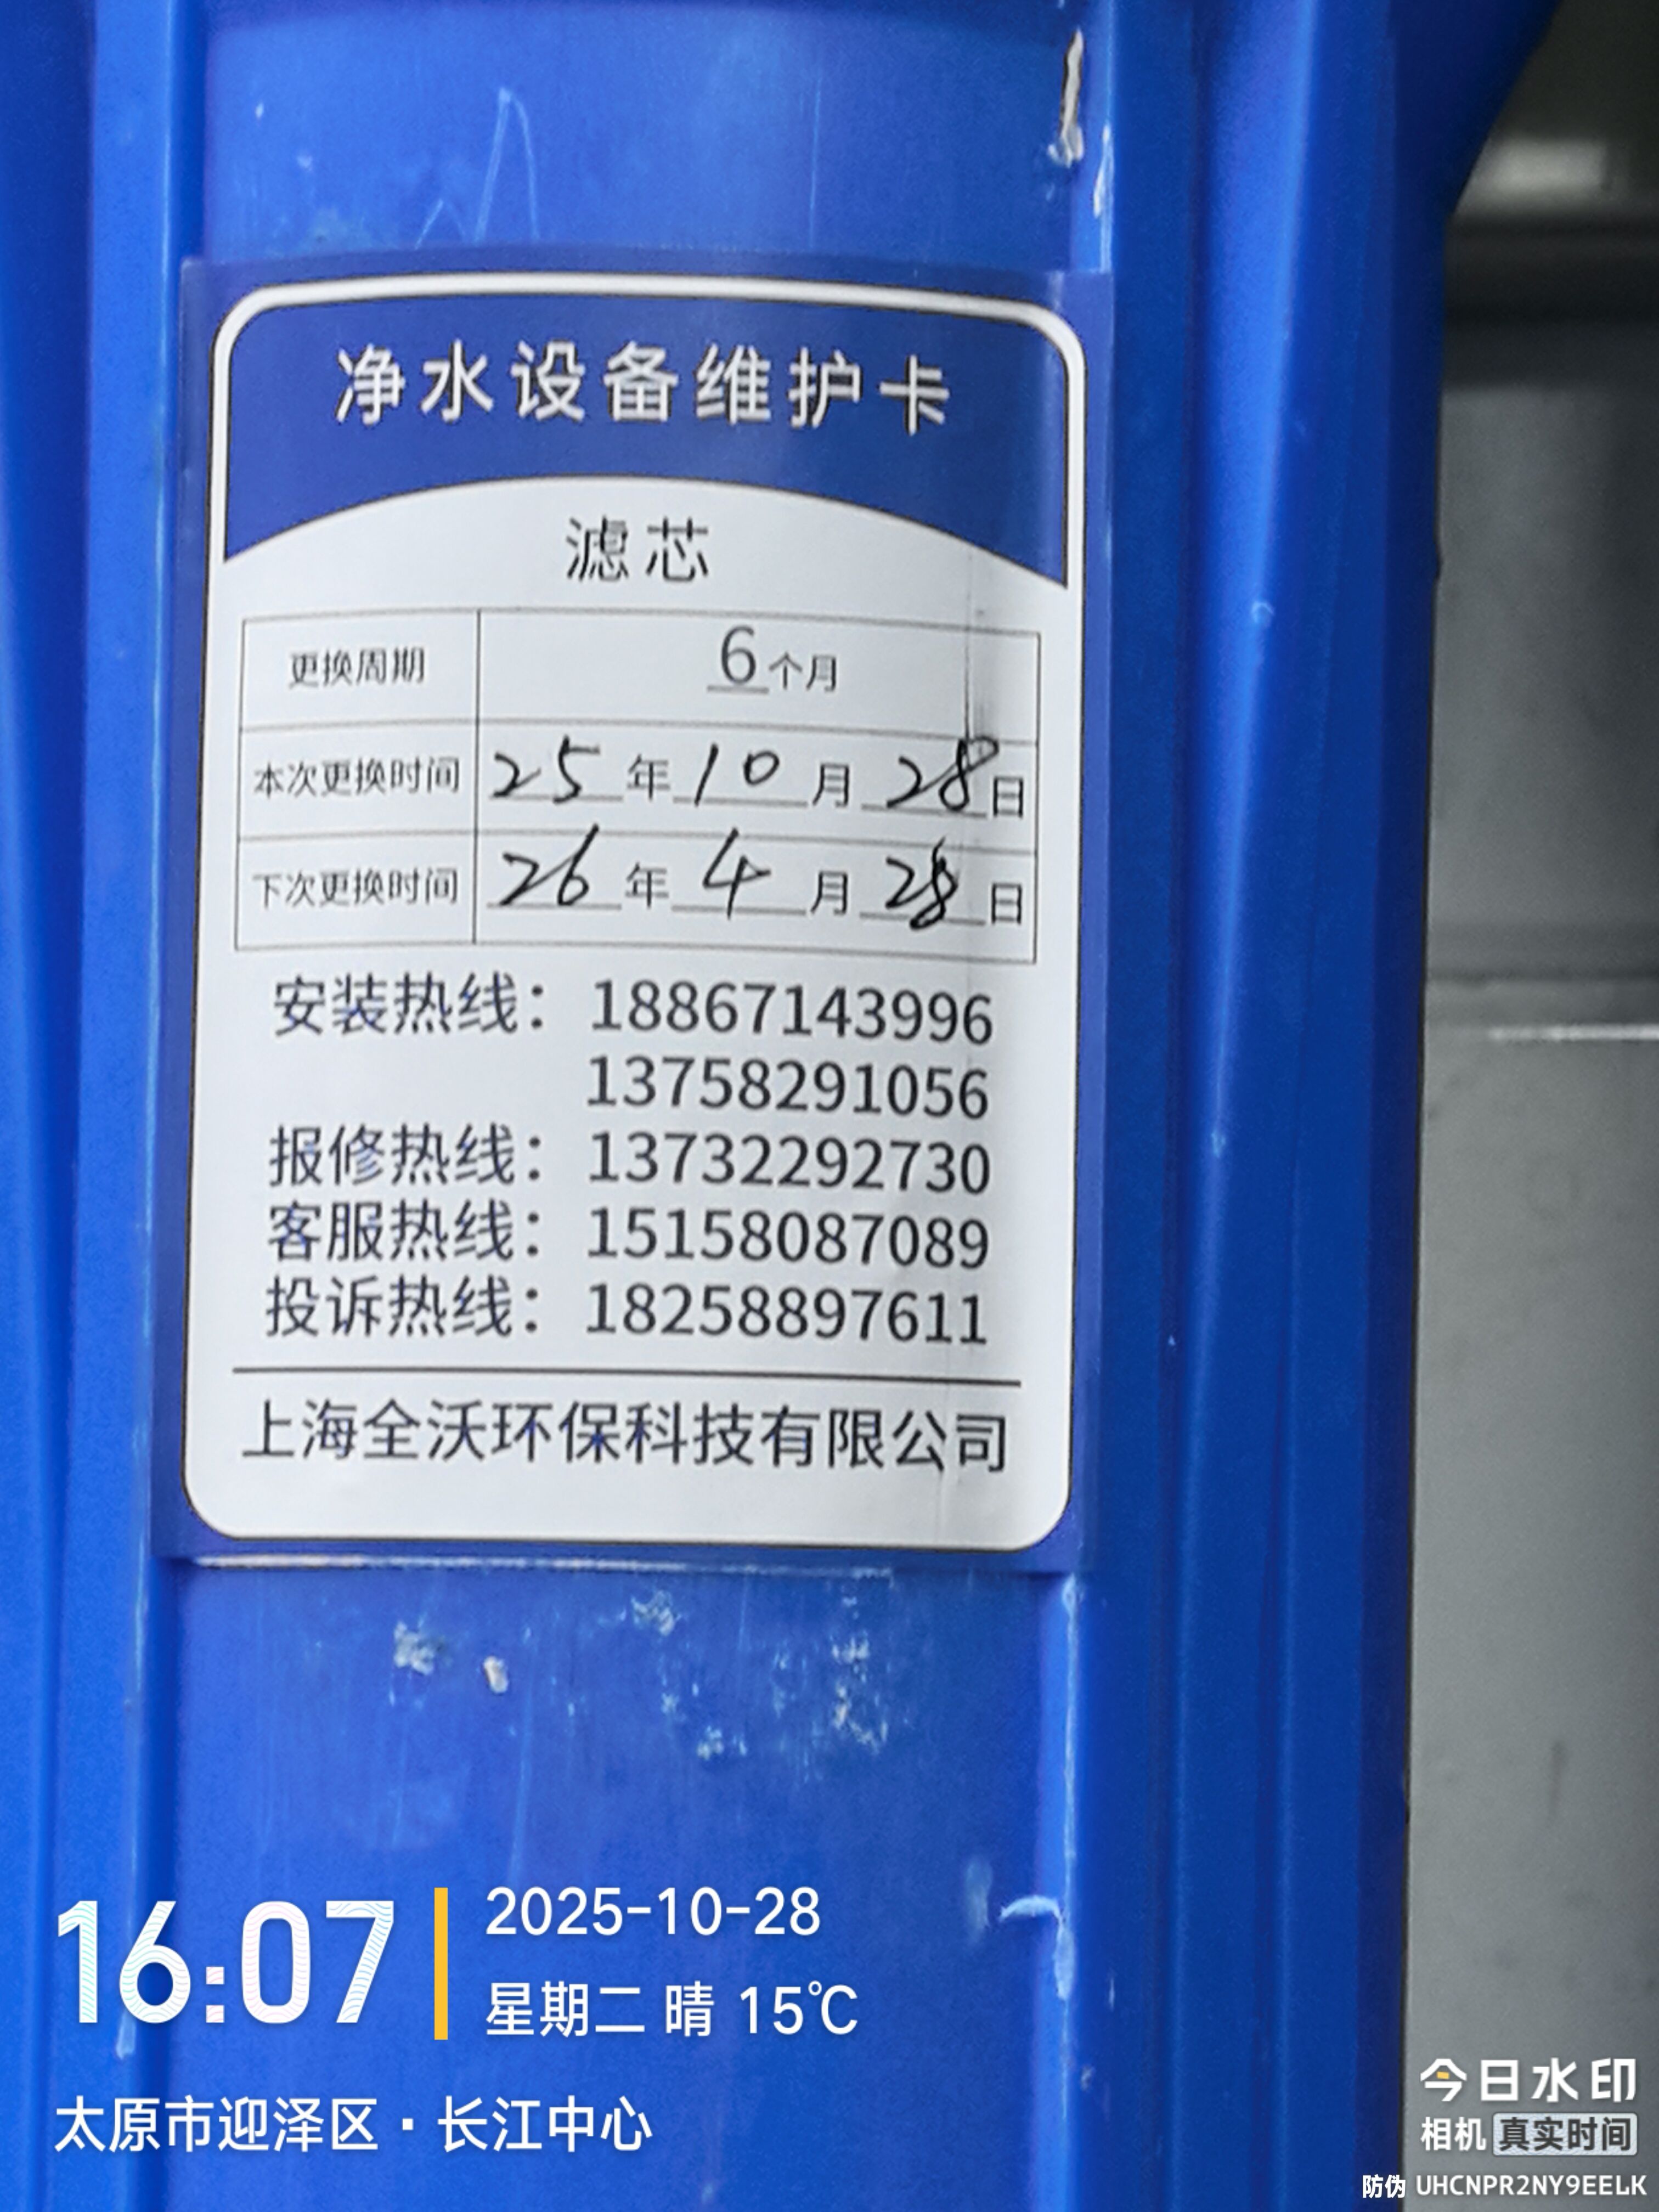 净水设备维护卡
滤芯
更换周期 6个月
本次更换时间 25年10月28日
下次更换时间 26年4月28日
安装热线：18867143996
13758291056
报修热线：13732292730
客服热线：15158087089
投诉热线：18258897611
上海全沃环保科技有限公司
16:07
2025-10-28
星期二 晴 15℃
太原市迎泽区·长江中心
今日水印
相机 真实时间
防伪 UHCNPR2NY9EELK